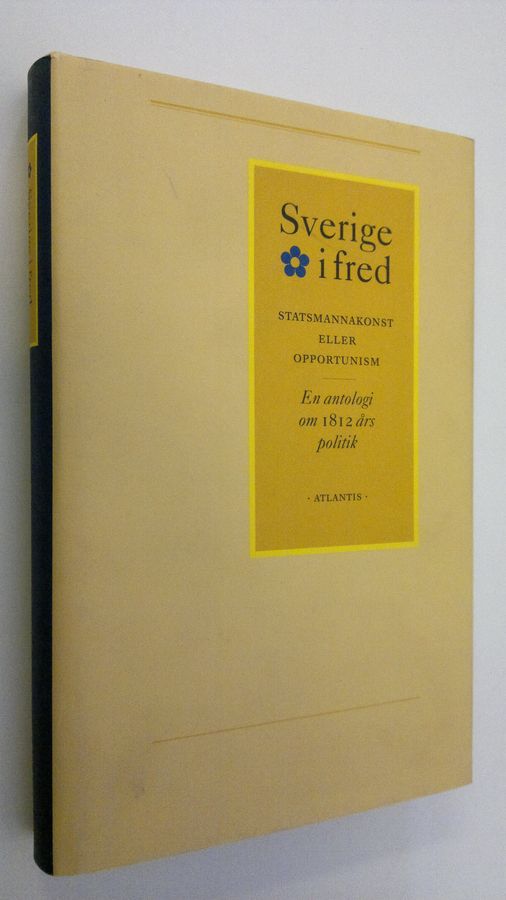 Sverige
i fred
STATSMANNAKONST
ELLER
OPPORTUNISM
En antologi
om 1812 års
politik
· ATLANTIS ·